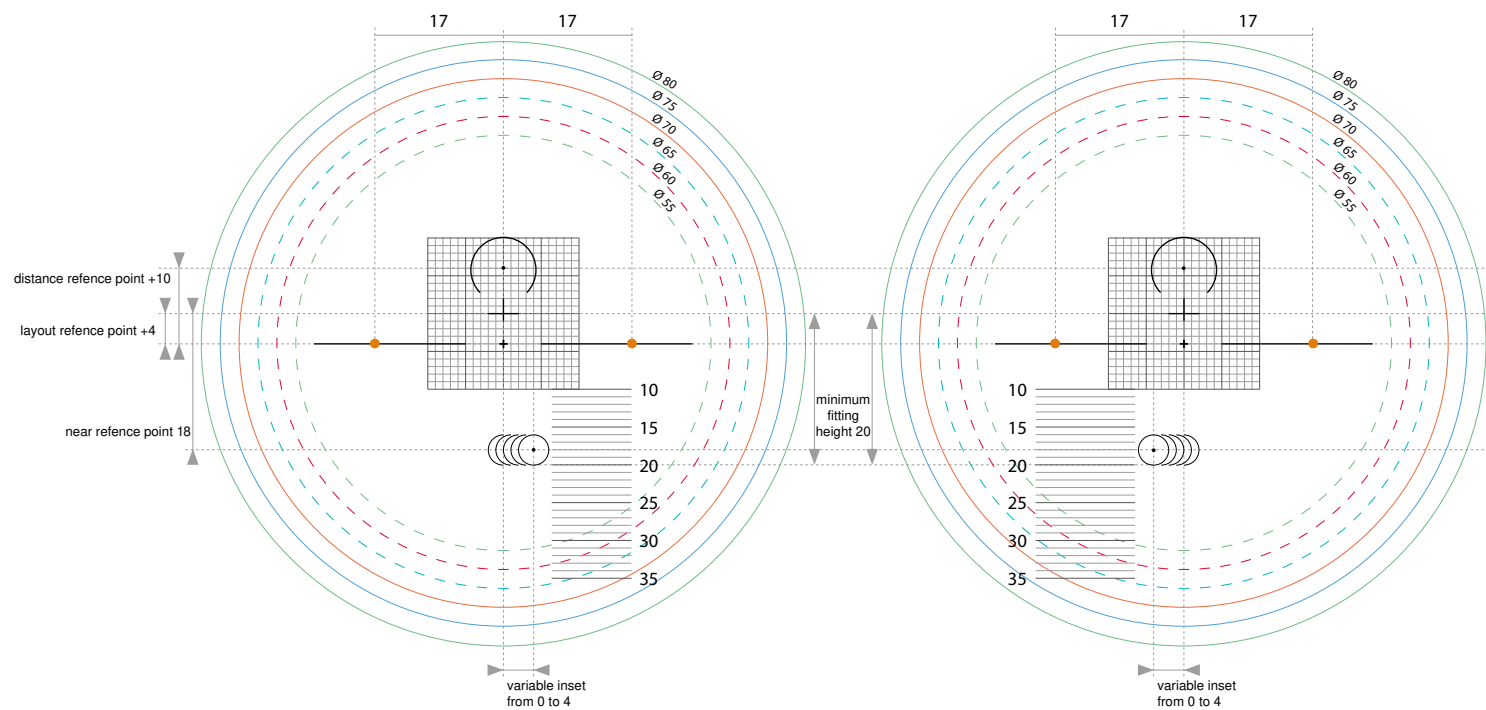 17 17 17 17
Ø 80 Ø 80
Ø 75 Ø 75
Ø 70 Ø 70
Ø 65 Ø 65
Ø 60 Ø 60
Ø 55 Ø 55
distance refence point +10
layout refence point +4
near refence point 18
minimum
fitting
height 20
10 10
15 15
20 20
25 25
30 30
35 35
variable inset
from 0 to 4
variable inset
from 0 to 4